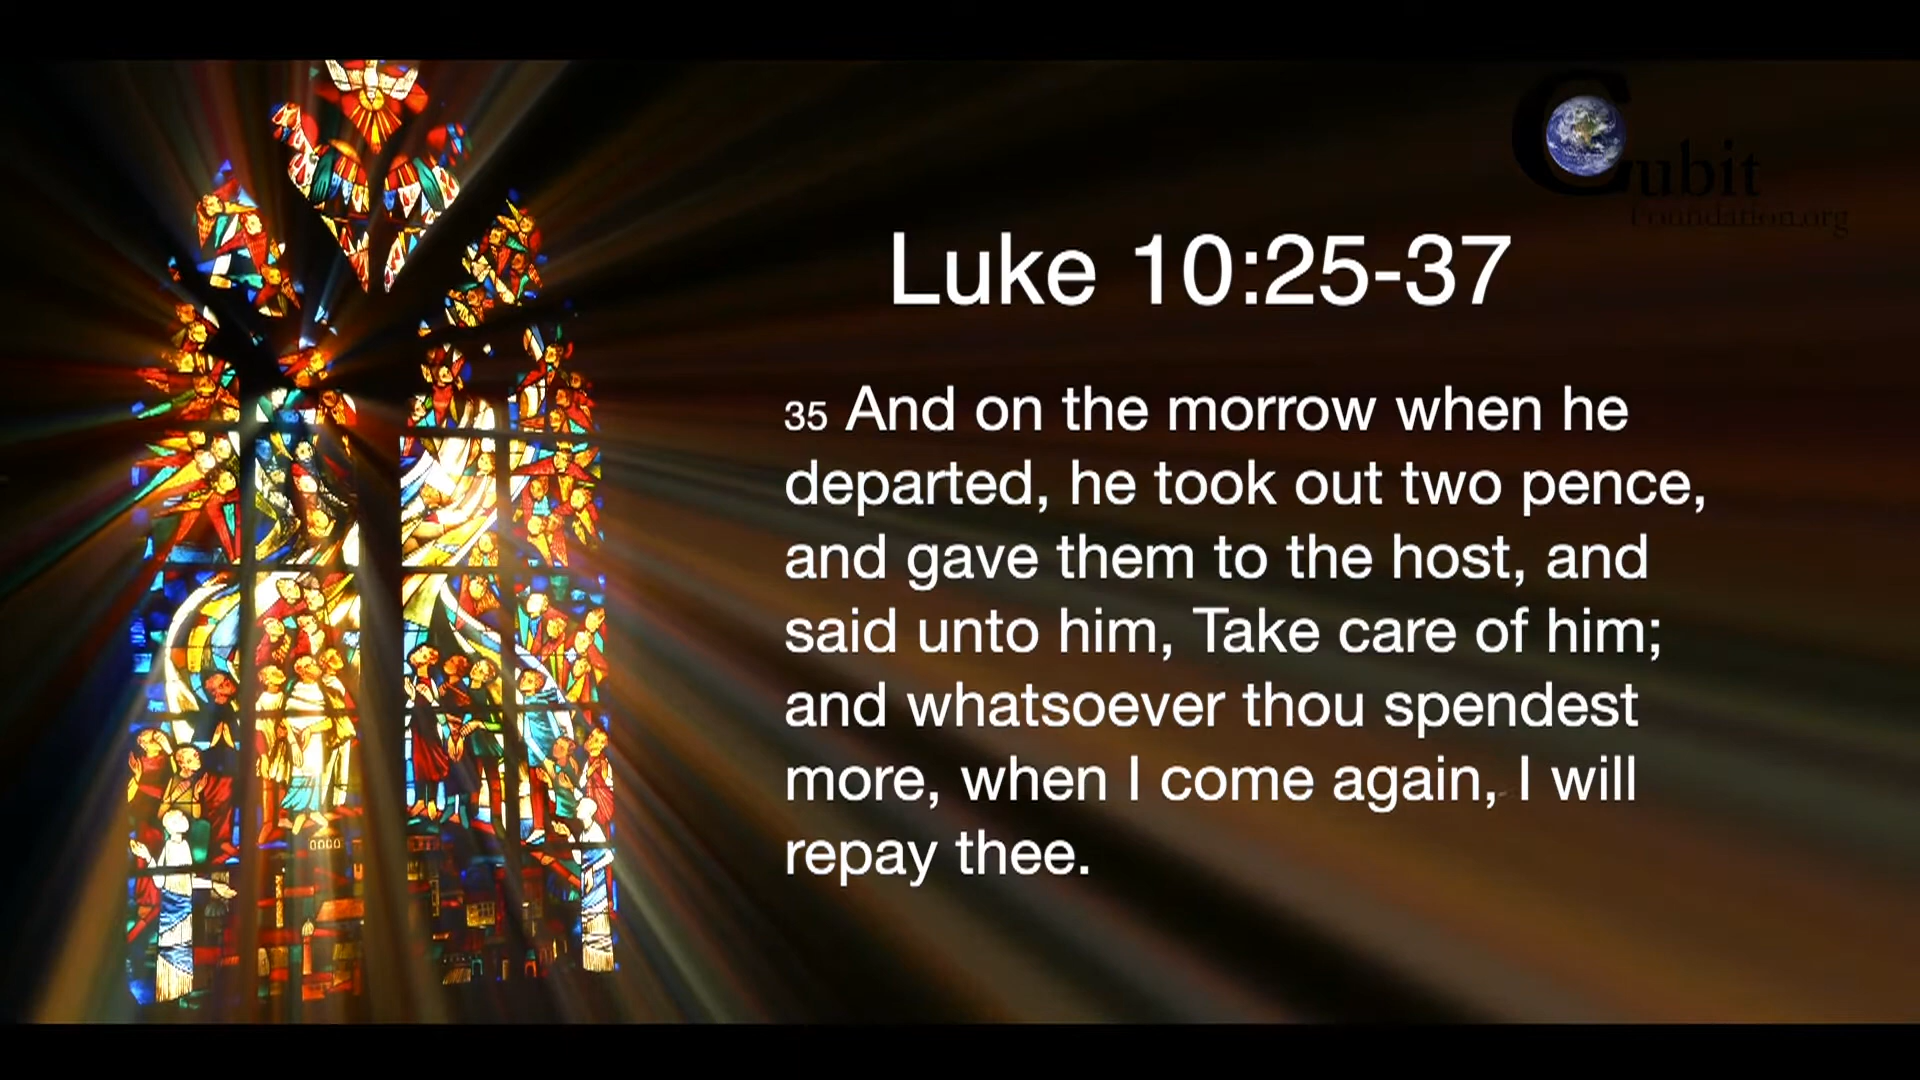 Cubit
Foundation.org
Luke 10:25-37
35 And on the morrow when he
departed, he took out two pence,
and gave them to the host, and
said unto him, Take care of him;
and whatsoever thou spendest
more, when I come again, I will
repay thee.